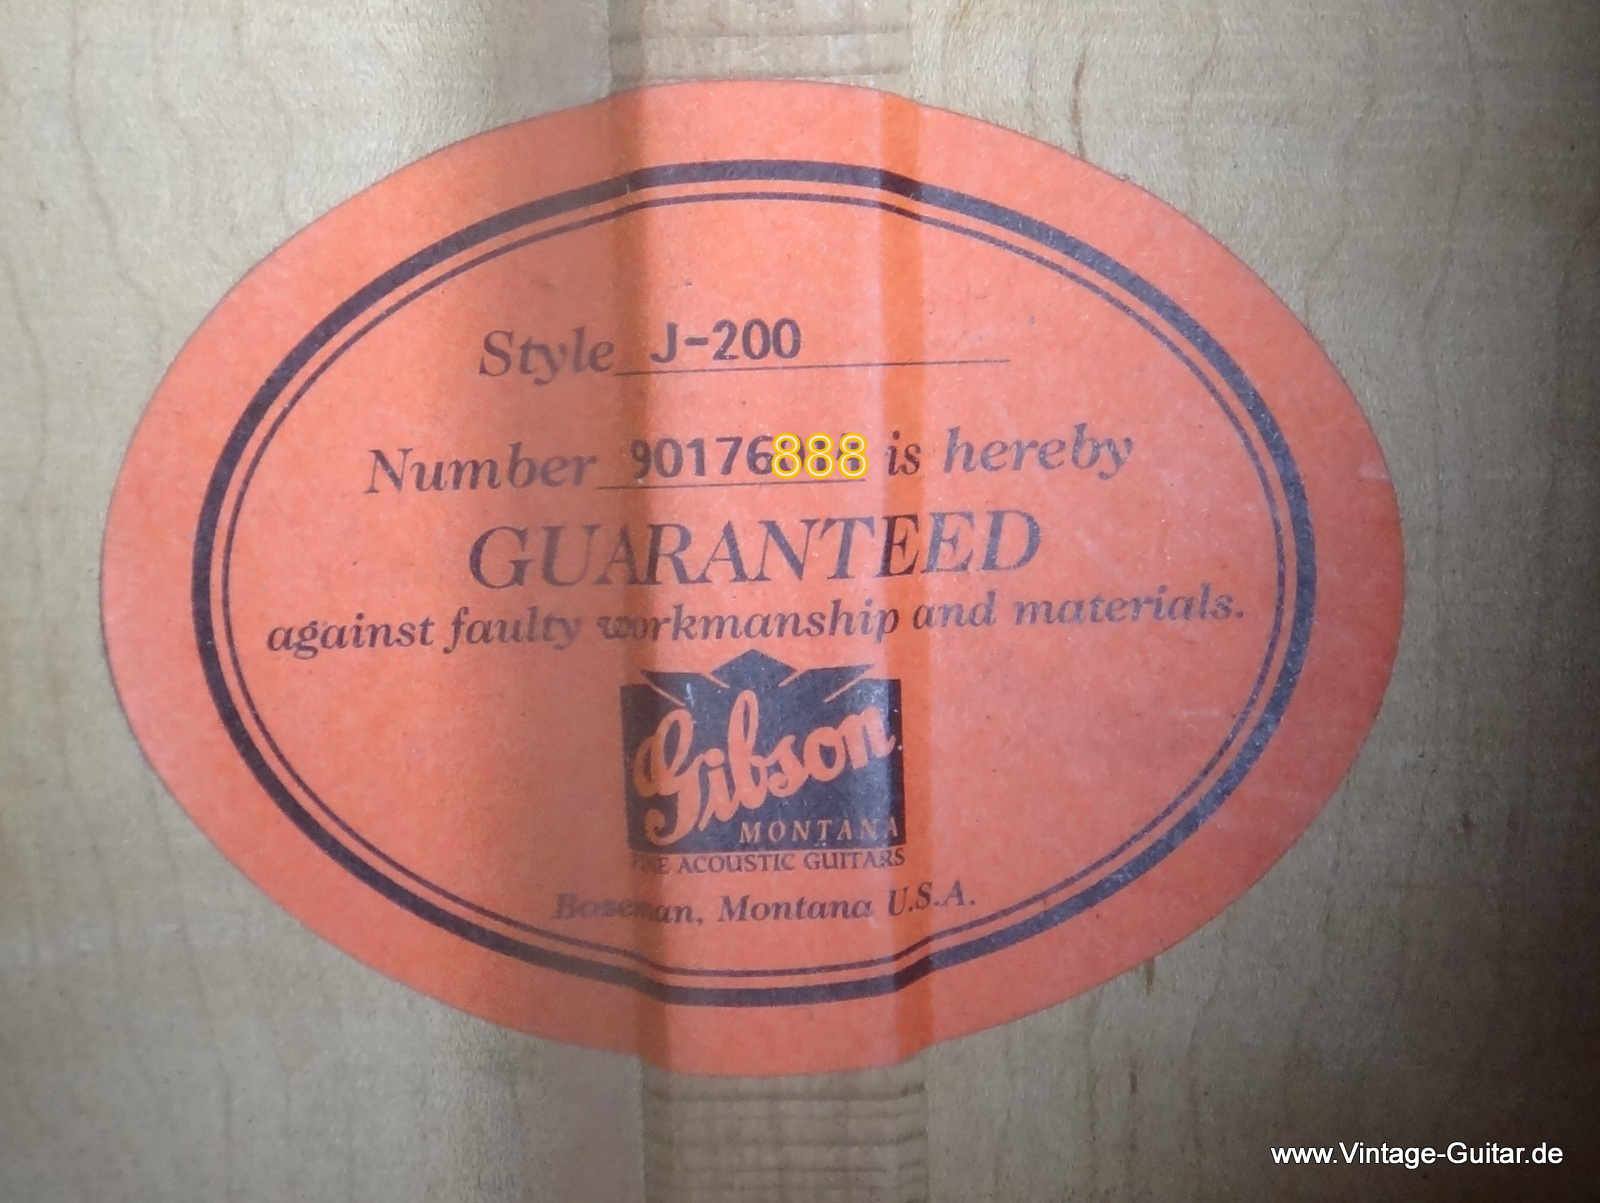 Style J-200
Number 90176888 is hereby
GUARANTEED
against faulty workmanship and materials.
Gibson
MONTANA
FINE ACOUSTIC GUITARS
Bozeman, Montana U.S.A.
www.Vintage-Guitar.de